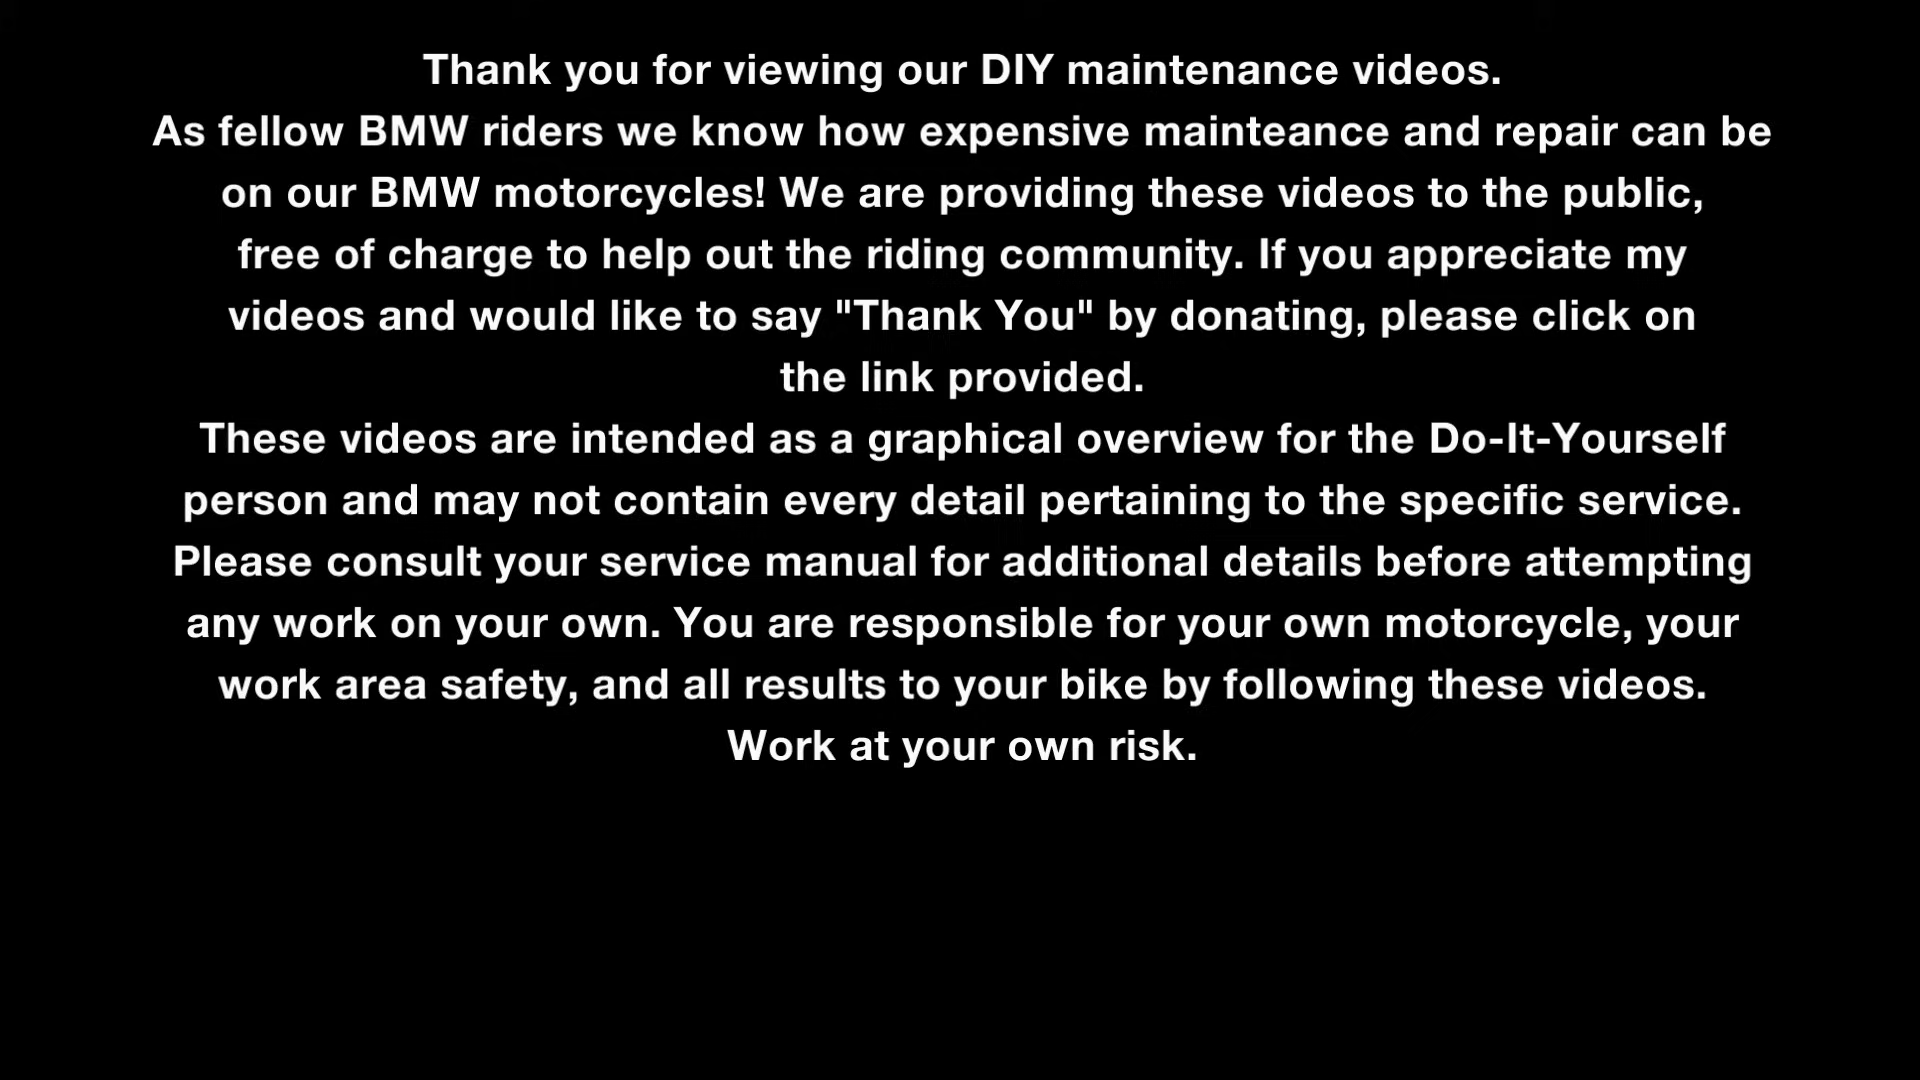 Thank you for viewing our DIY maintenance videos.
As fellow BMW riders we know how expensive mainteance and repair can be
on our BMW motorcycles! We are providing these videos to the public,
free of charge to help out the riding community. If you appreciate my
videos and would like to say "Thank You" by donating, please click on
the link provided.
These videos are intended as a graphical overview for the Do-It-Yourself
person and may not contain every detail pertaining to the specific service.
Please consult your service manual for additional details before attempting
any work on your own. You are responsible for your own motorcycle, your
work area safety, and all results to your bike by following these videos.
Work at your own risk.